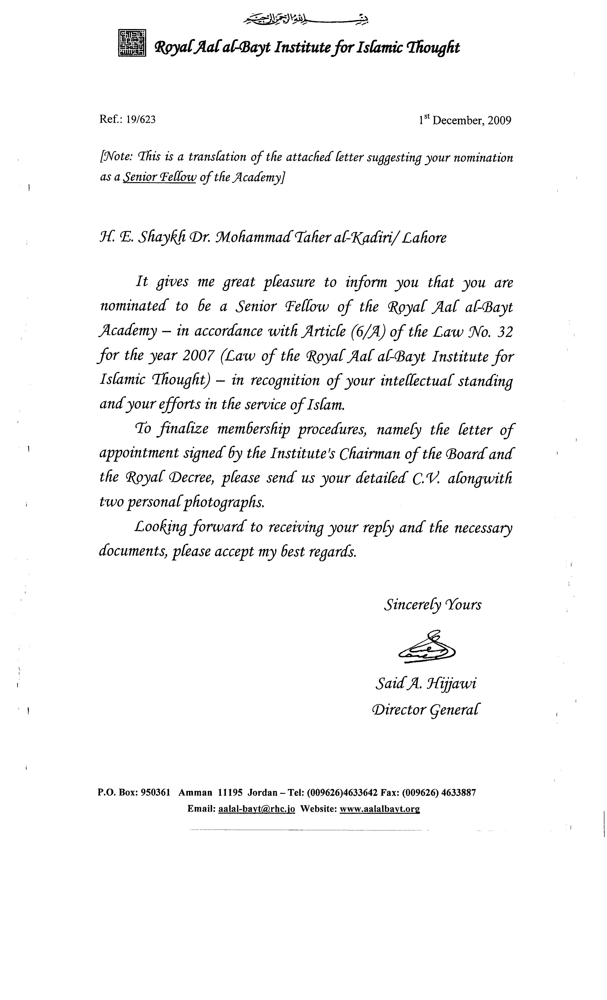 بِسْمِ اللهِ الرَّحْمٰنِ الرَّحِيْمِ
Royal Aal al-Bayt Institute for Islamic Thought
Ref.: 19/623 1st December, 2009
[Note: This is a translation of the attached letter suggesting your nomination
as a Senior Fellow of the Academy]
H. E. Shaykh Dr. Mohammad Taher al-Kadiri/ Lahore
It gives me great pleasure to inform you that you are
nominated to be a Senior Fellow of the Royal Aal al-Bayt
Academy – in accordance with Article (6/A) of the Law No. 32
for the year 2007 (Law of the Royal Aal al-Bayt Institute for
Islamic Thought) – in recognition of your intellectual standing
and your efforts in the service of Islam.
To finalize membership procedures, namely the letter of
appointment signed by the Institute's Chairman of the Board and
the Royal Decree, please send us your detailed C.V. alongwith
two personal photographs.
Looking forward to receiving your reply and the necessary
documents, please accept my best regards.
Sincerely Yours
Said A. Hijjawi
Director General
P.O. Box: 950361 Amman 11195 Jordan – Tel: (009626)4633642 Fax: (009626) 4633887
Email: aalal-bayt@rhc.jo Website: www.aalalbayt.org